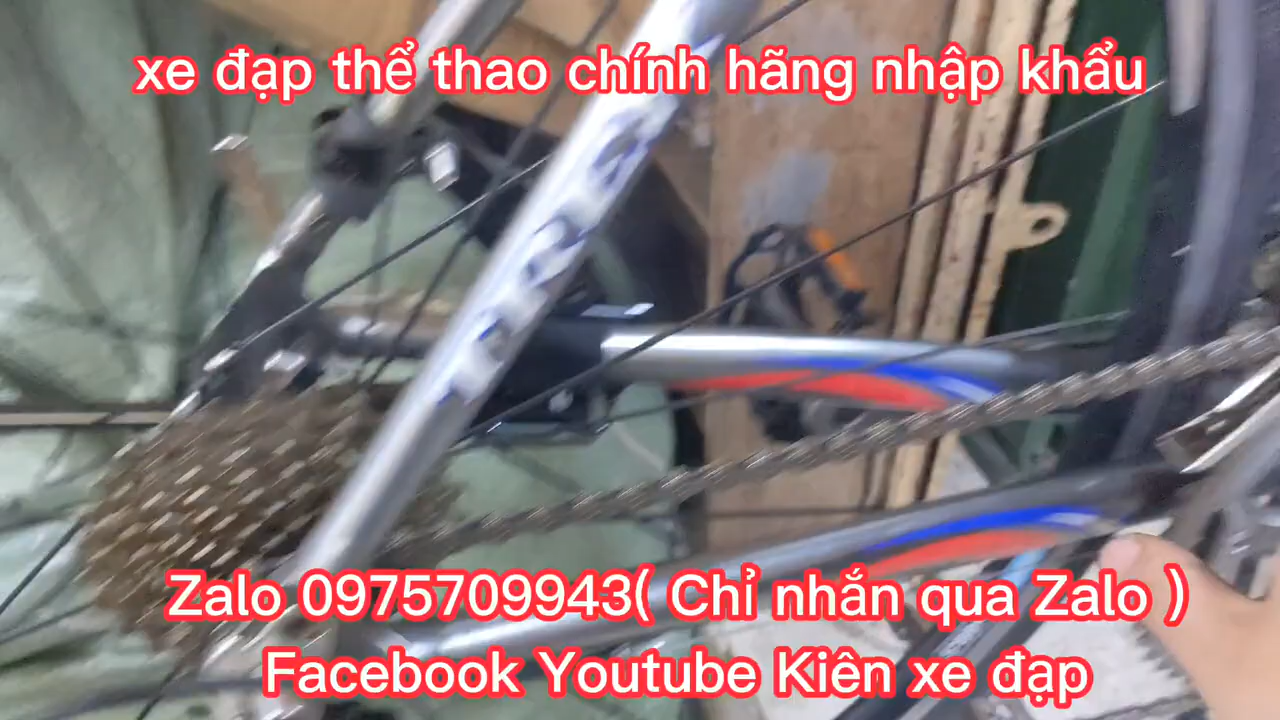 xe đạp thể thao chính hãng nhập khẩu
Zalo 0975709943( Chỉ nhắn qua Zalo )
Facebook Youtube Kiên xe đạp